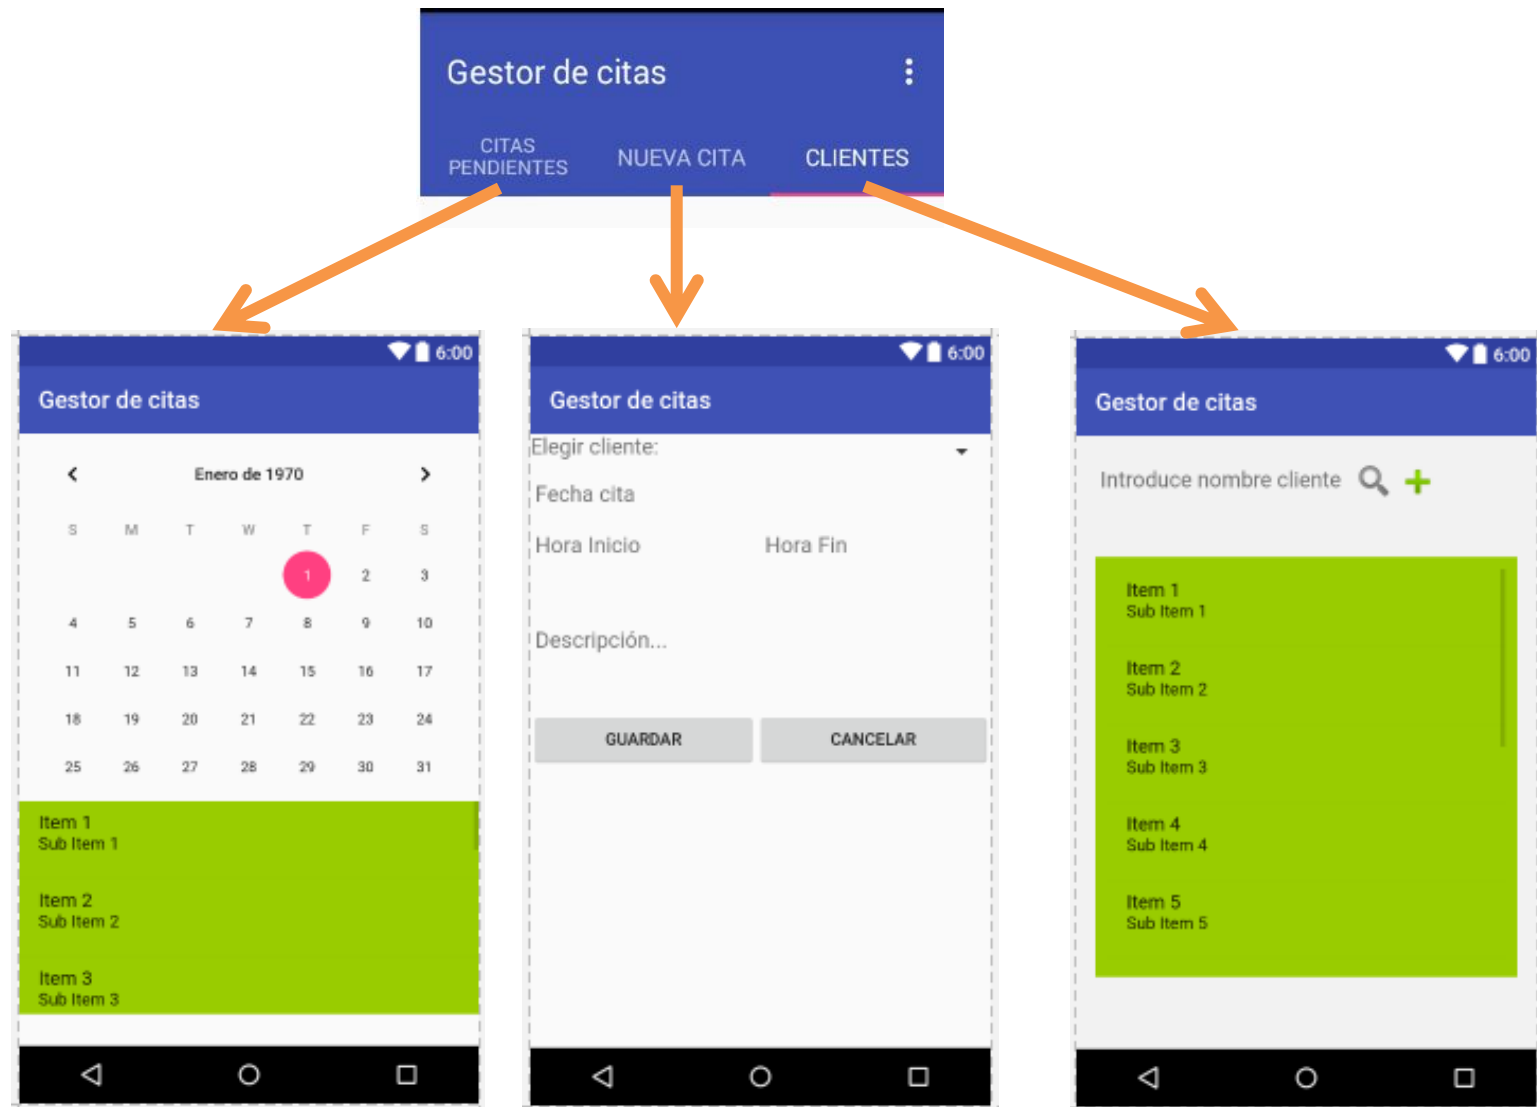 Gestor de citas
CITAS
PENDIENTES
NUEVA CITA
CLIENTES
6:00
Gestor de citas
Enero de 1970
S M T W T F S
1 2 3
4 5 6 7 8 9 10
11 12 13 14 15 16 17
18 19 20 21 22 23 24
25 26 27 28 29 30 31
Item 1
Sub Item 1
Item 2
Sub Item 2
Item 3
Sub Item 3
6:00
Gestor de citas
Elegir cliente:
Fecha cita
Hora Inicio Hora Fin
Descripción...
GUARDAR CANCELAR
6:00
Gestor de citas
Introduce nombre cliente
Item 1
Sub Item 1
Item 2
Sub Item 2
Item 3
Sub Item 3
Item 4
Sub Item 4
Item 5
Sub Item 5